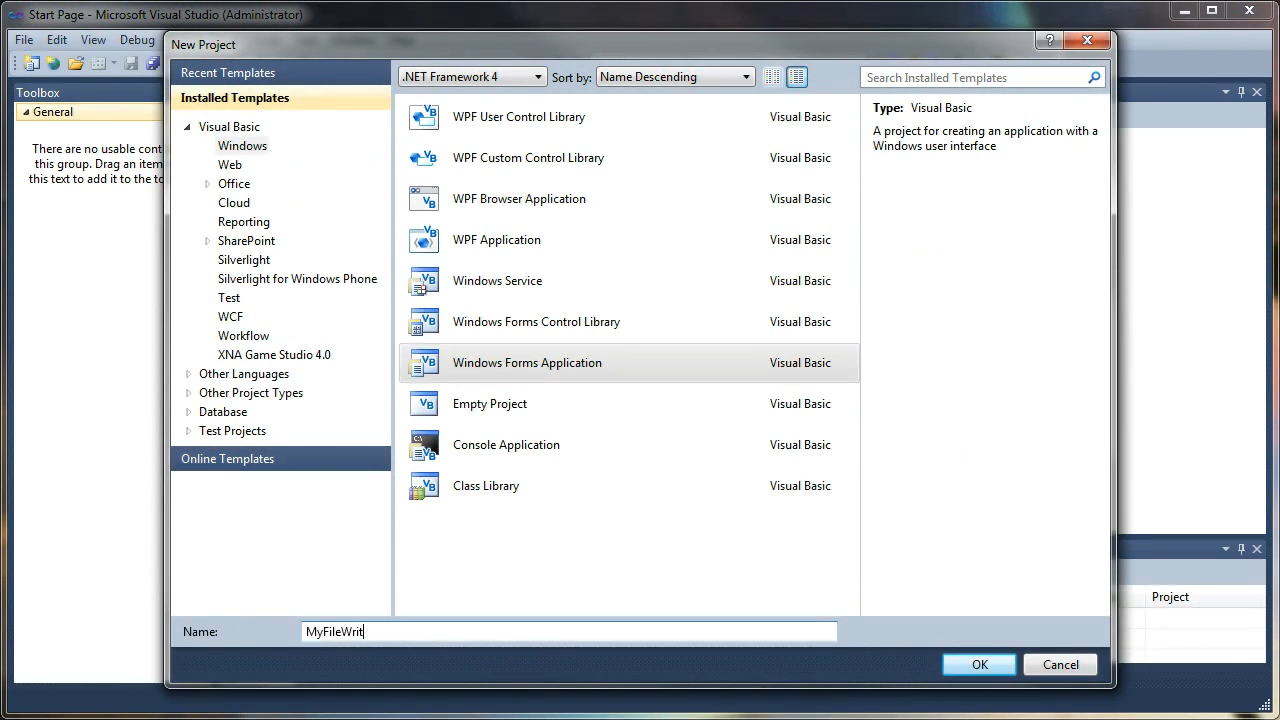 Start Page - Microsoft Visual Studio (Administrator)
File Edit View Debug
Toolbox
General
There are no usable cont
this group. Drag an item
this text to add it to the to
New Project
Recent Templates
Installed Templates
Visual Basic
Windows
Web
Office
Cloud
Reporting
SharePoint
Silverlight
Silverlight for Windows Phone
Test
WCF
Workflow
XNA Game Studio 4.0
Other Languages
Other Project Types
Database
Test Projects
Online Templates
.NET Framework 4 Sort by: Name Descending
Search Installed Templates
WPF User Control Library Visual Basic
WPF Custom Control Library Visual Basic
WPF Browser Application Visual Basic
WPF Application Visual Basic
Windows Service Visual Basic
Windows Forms Control Library Visual Basic
Windows Forms Application Visual Basic
Empty Project Visual Basic
Console Application Visual Basic
Class Library Visual Basic
Type: Visual Basic
A project for creating an application with a
Windows user interface
Name: MyFileWrit
OK Cancel
Project